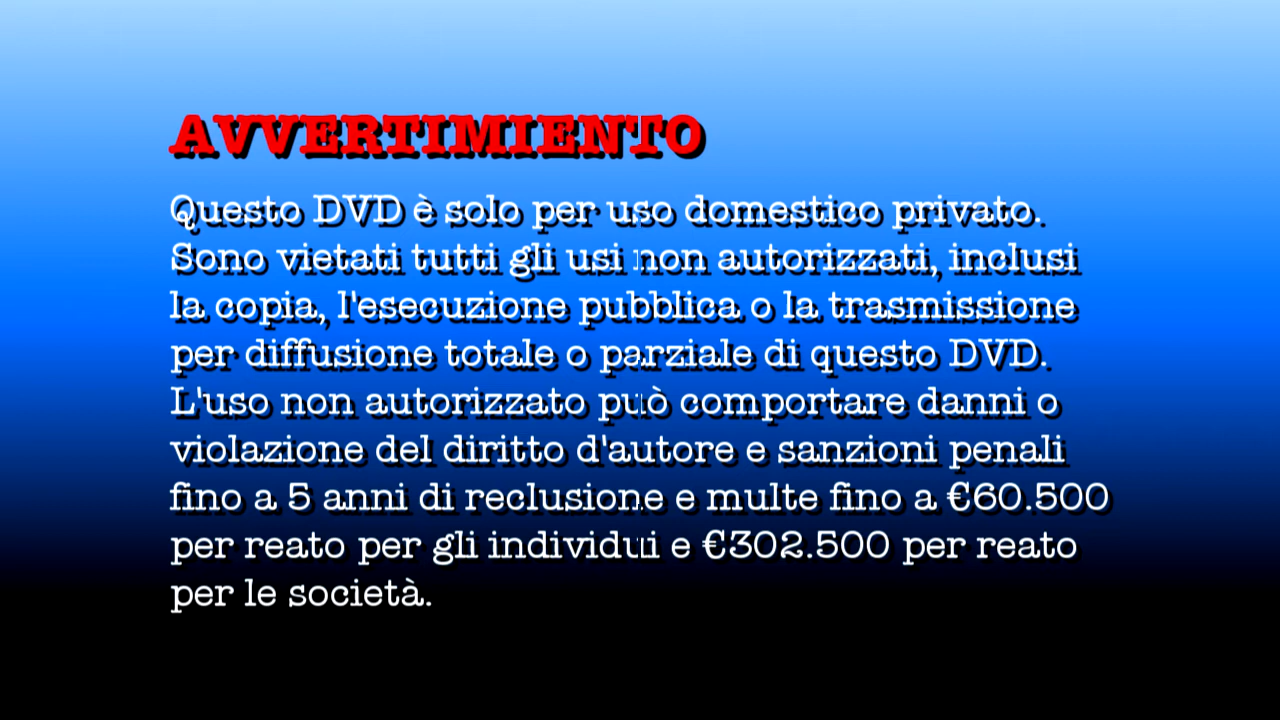 AVVERTIMIENTO
Questo DVD è solo per uso domestico privato.
Sono vietati tutti gli usi non autorizzati, inclusi
la copia, l'esecuzione pubblica o la trasmissione
per diffusione totale o parziale di questo DVD.
L'uso non autorizzato può comportare danni o
violazione del diritto d'autore e sanzioni penali
fino a 5 anni di reclusione e multe fino a €60.500
per reato per gli individui e €302.500 per reato
per le società.